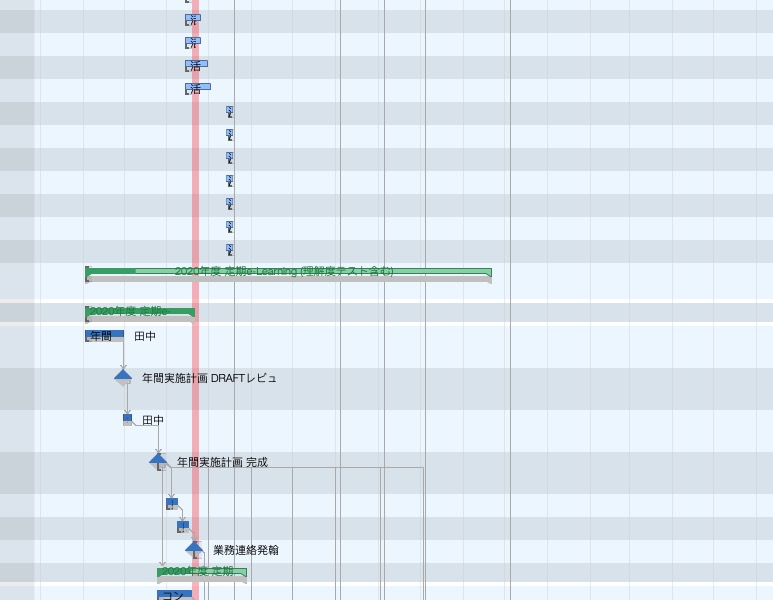 活
活
2020年度 定期e-Learning (理解度テスト含む)
2020年度 定期e-
年間 田中
年間実施計画 DRAFTレビュ
田中
年間実施計画 完成
業務連絡発翰
2020年度 定期
コン